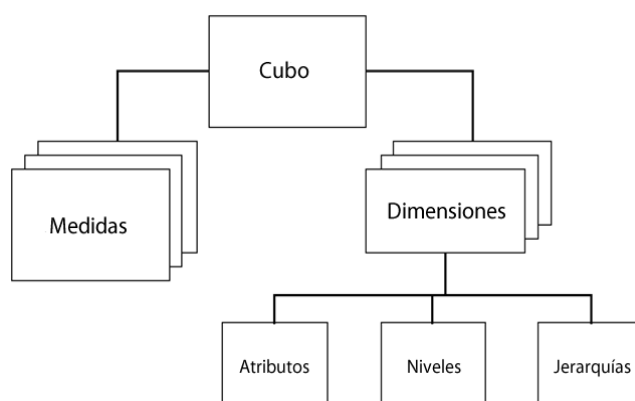 Cubo
Medidas
Dimensiones
Atributos
Niveles
Jerarquías